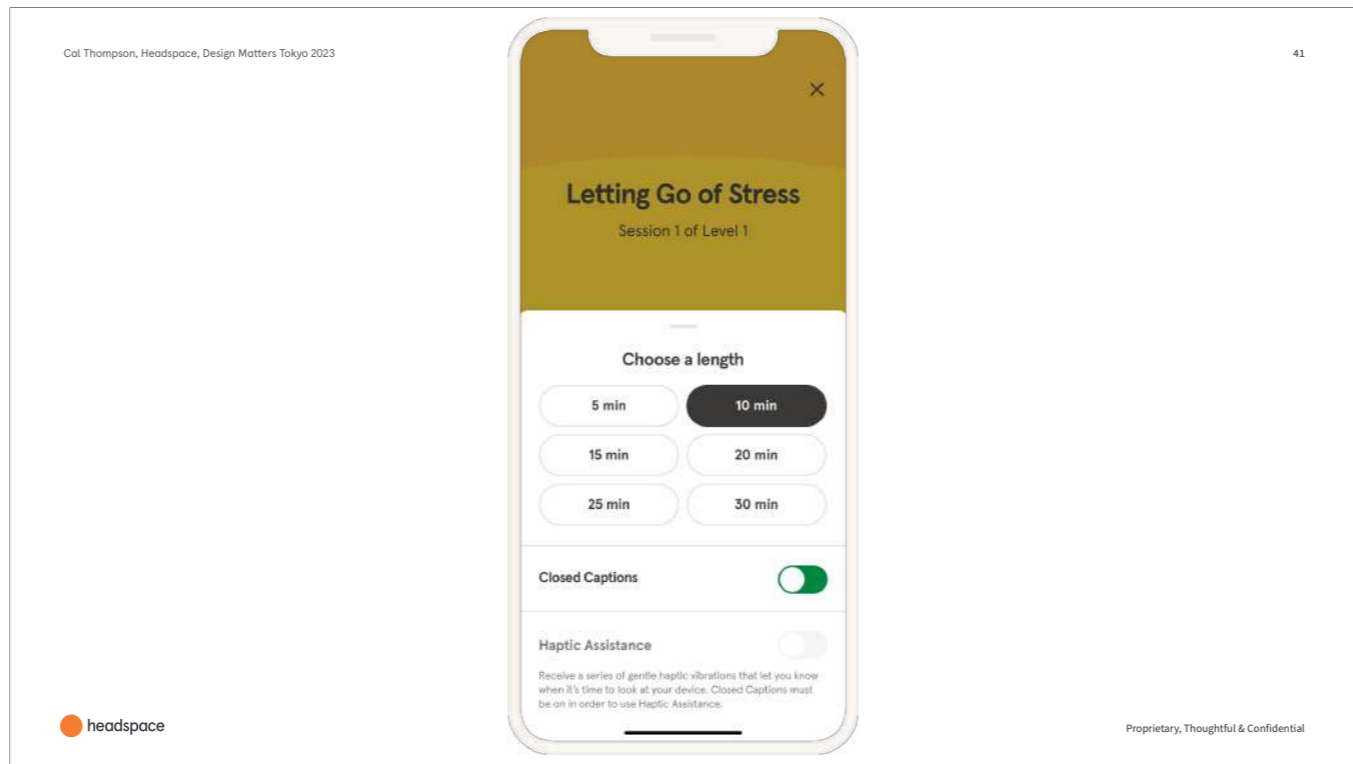 Cal Thompson, Headspace, Design Matters Tokyo 2023
41
Letting Go of Stress
Session 1 of Level 1
Choose a length
5 min
10 min
15 min
20 min
25 min
30 min
Closed Captions
Haptic Assistance
Receive a series of gentle haptic vibrations that let you know
when it's time to look at your device. Closed Captions must
be on in order to use Haptic Assistance.
headspace
Proprietary, Thoughtful & Confidential